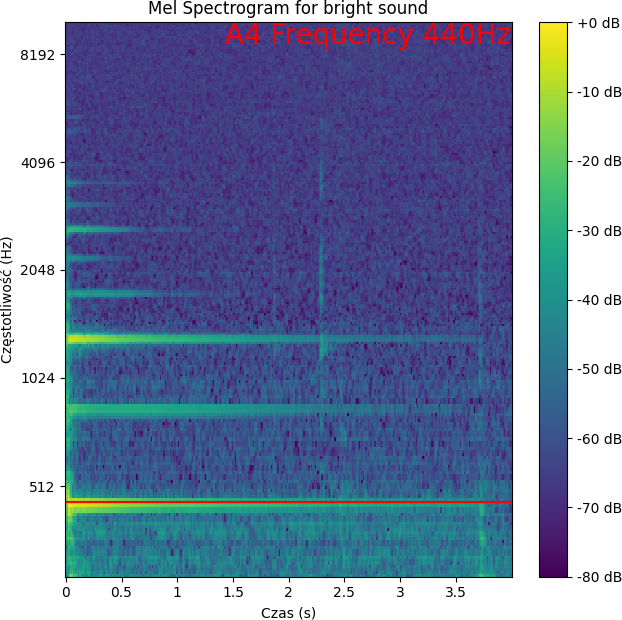 Mel Spectrogram for bright sound
A4 Frequency 440Hz
8192
4096
2048
1024
512
Częstotliwość (Hz)
0
0.5
1
1.5
2
2.5
3
3.5
Czas (s)
+0 dB
-10 dB
-20 dB
-30 dB
-40 dB
-50 dB
-60 dB
-70 dB
-80 dB